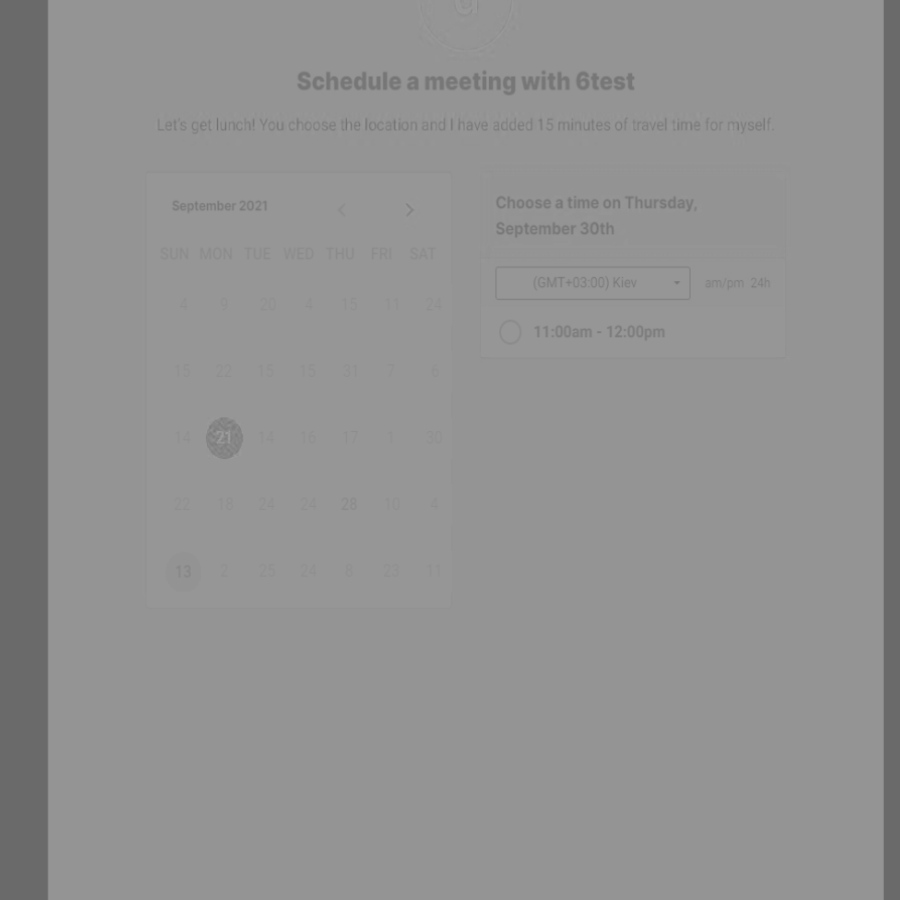 Schedule a meeting with 6test
Let's get lunch! You choose the location and I have added 15 minutes of travel time for myself.
September 2021
SUN MON TUE WED THU FRI SAT
4 9 20 4 15 11 24
15 22 15 15 31 7 6
14 21 14 16 17 1 30
22 18 24 24 28 10 4
13 2 25 24 8 23 11
Choose a time on Thursday,
September 30th
(GMT+03:00) Kiev am/pm 24h
11:00am - 12:00pm